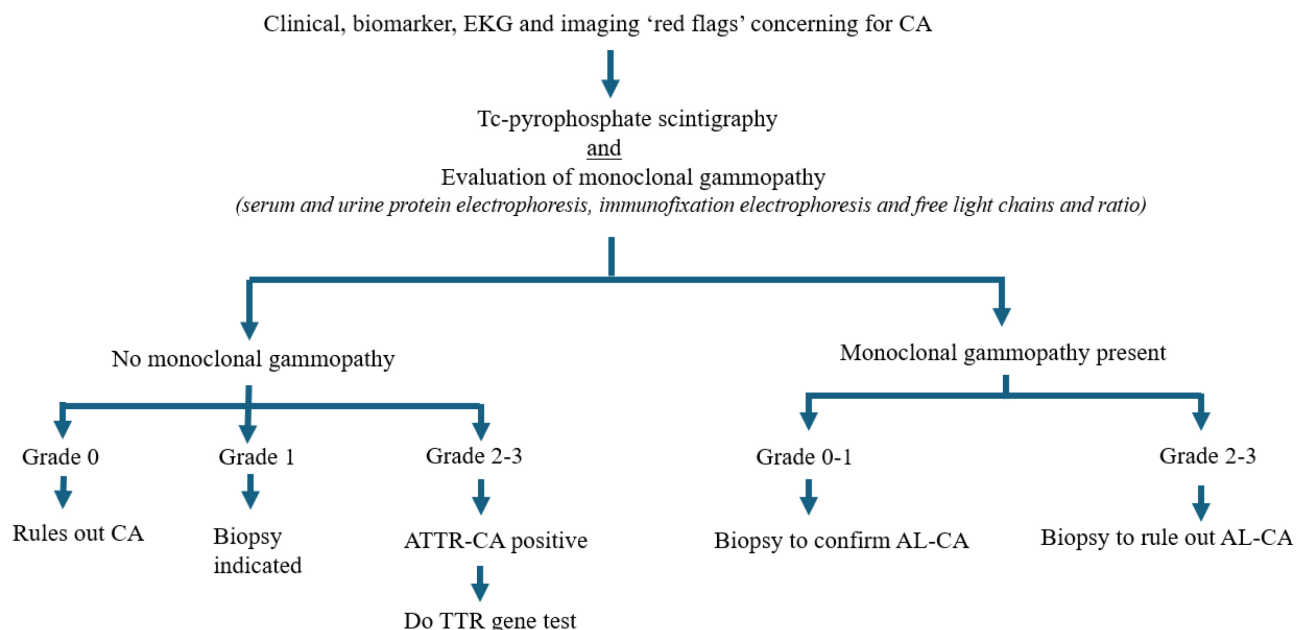 Clinical, biomarker, EKG and imaging ‘red flags’ concerning for CA
Tc-pyrophosphate scintigraphy
and
Evaluation of monoclonal gammopathy
(serum and urine protein electrophoresis, immunofixation electrophoresis and free light chains and ratio)
No monoclonal gammopathy
Monoclonal gammopathy present
Grade 0
Grade 1
Grade 2-3
Grade 0-1
Grade 2-3
Rules out CA
Biopsy
indicated
ATTR-CA positive
Biopsy to confirm AL-CA
Biopsy to rule out AL-CA
Do TTR gene test